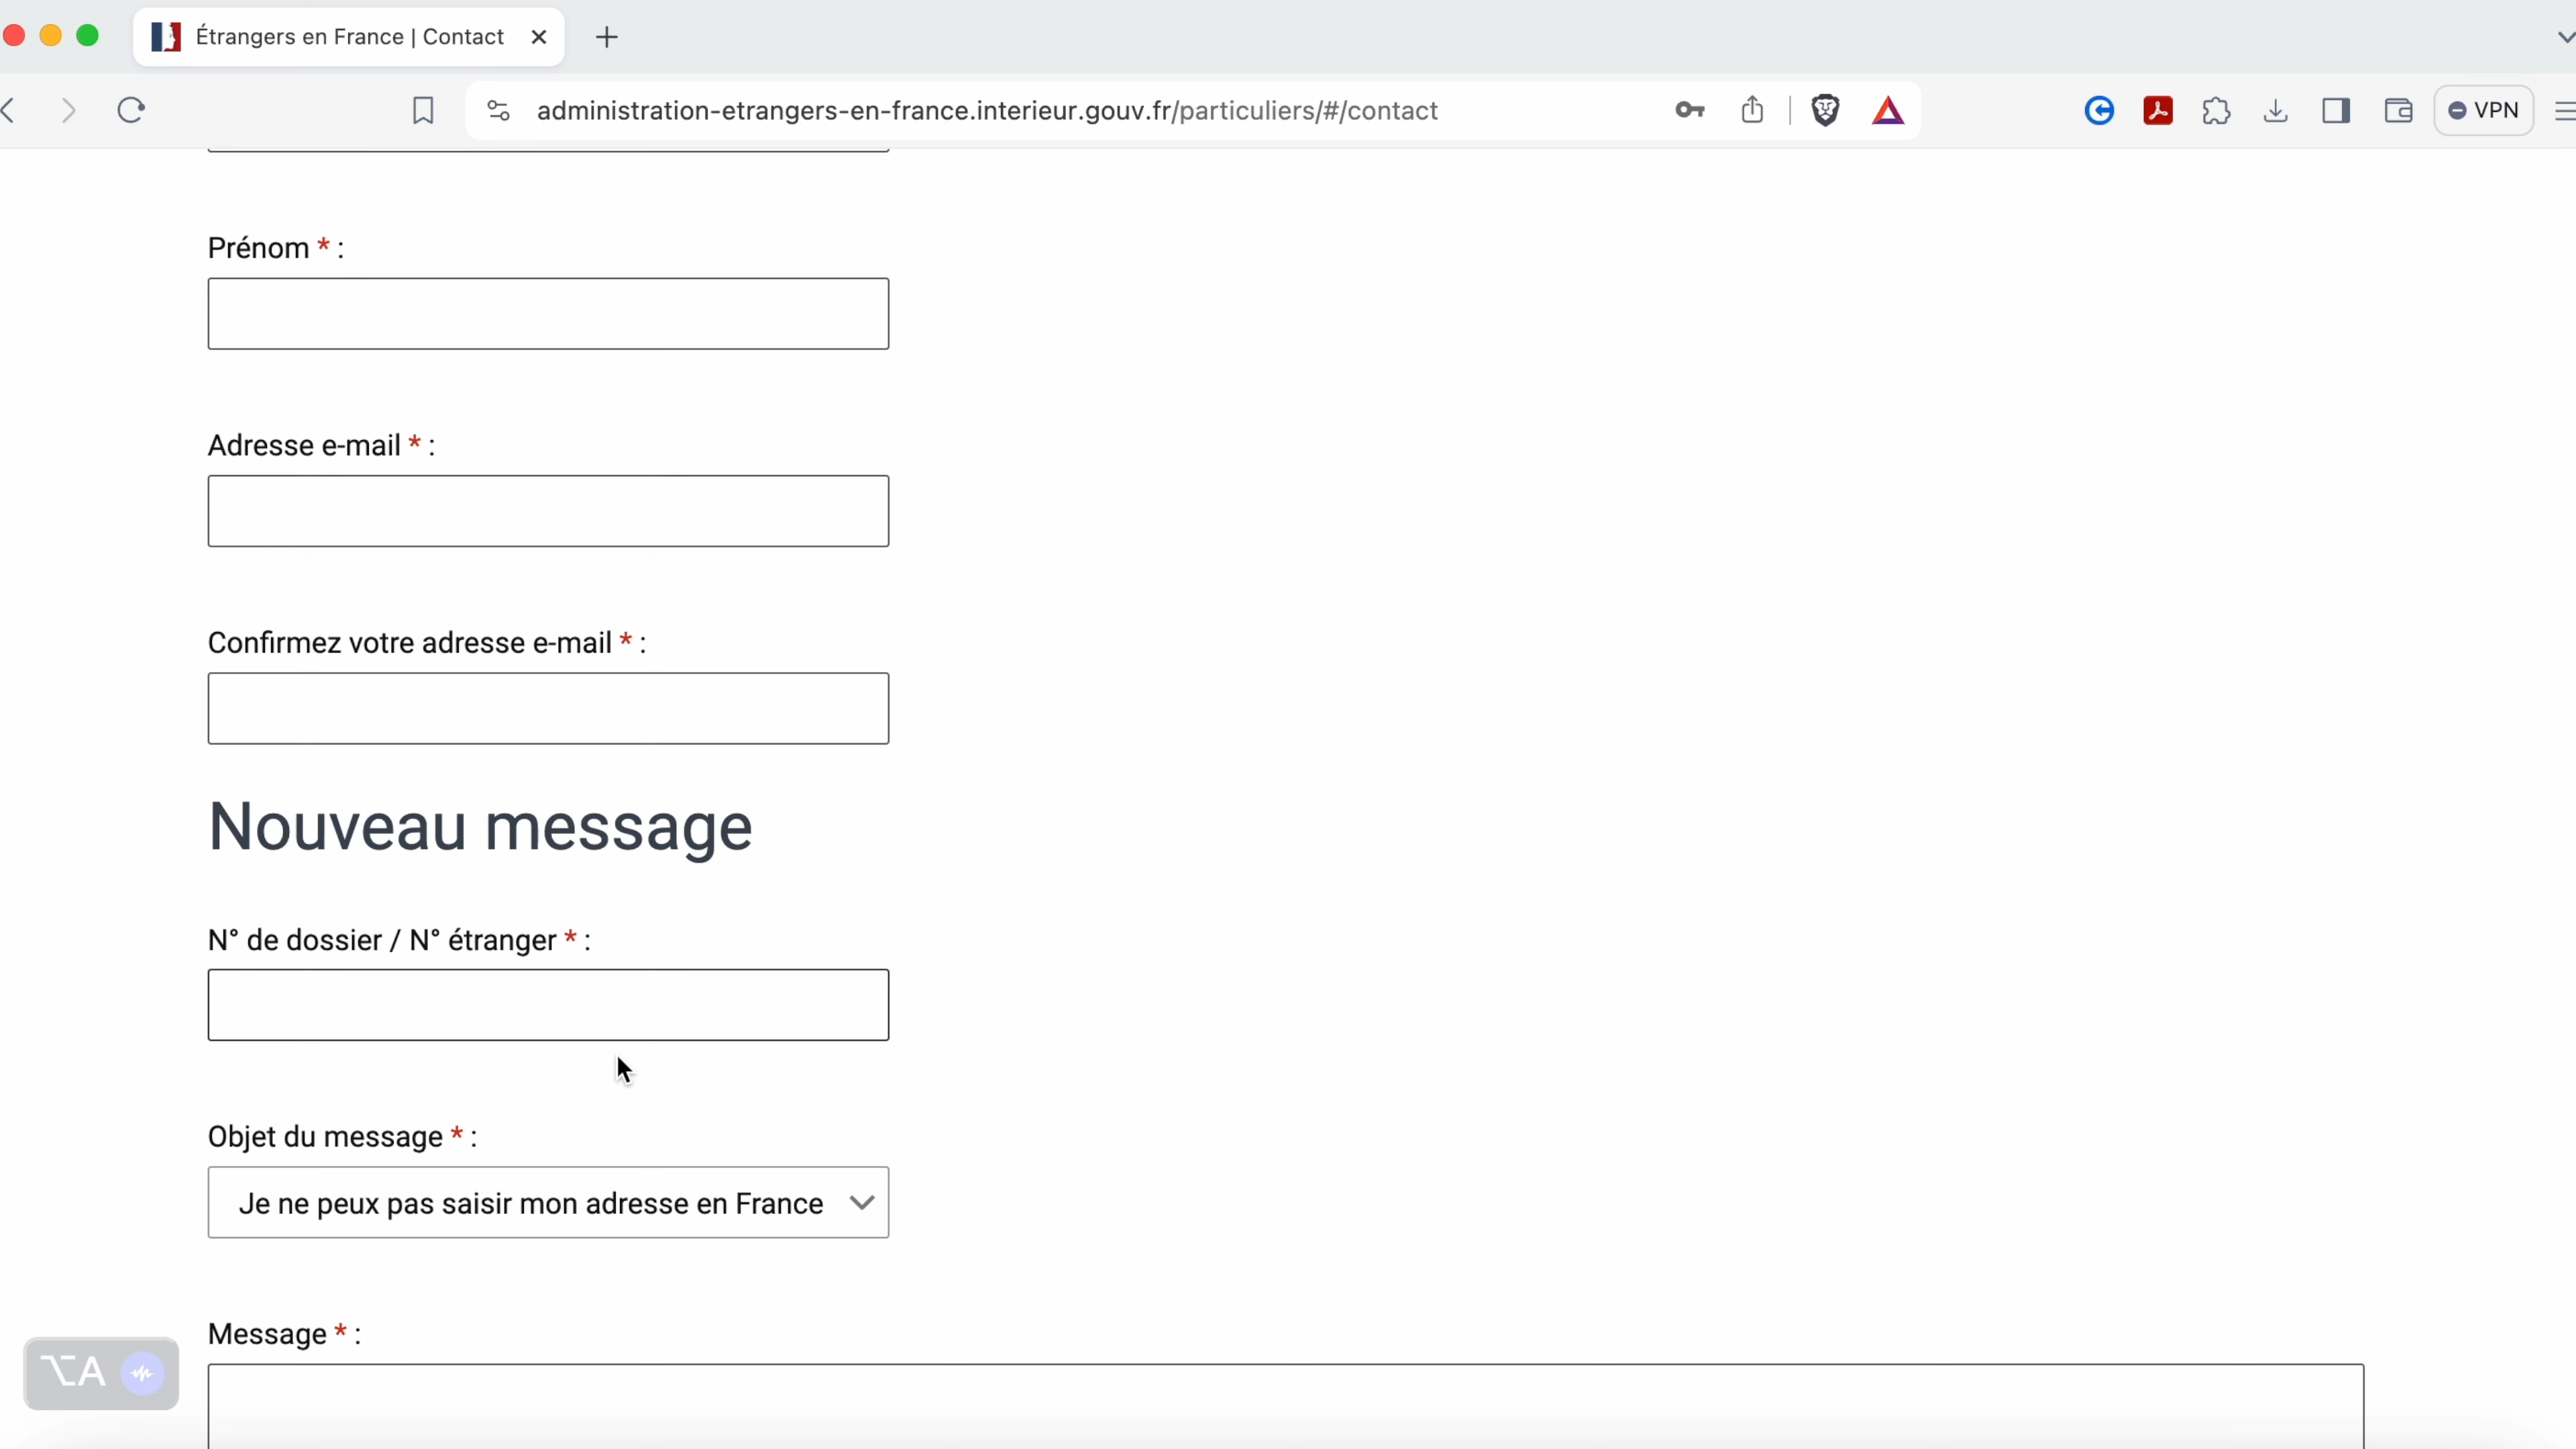 Étrangers en France | Contact
administration-etrangers-en-france.interieur.gouv.fr/particuliers/#/contact
VPN
Prénom * :
Adresse e-mail * :
Confirmez votre adresse e-mail * :
Nouveau message
N° de dossier / N° étranger * :
Objet du message * :
Je ne peux pas saisir mon adresse en France
Message * :
⌥A